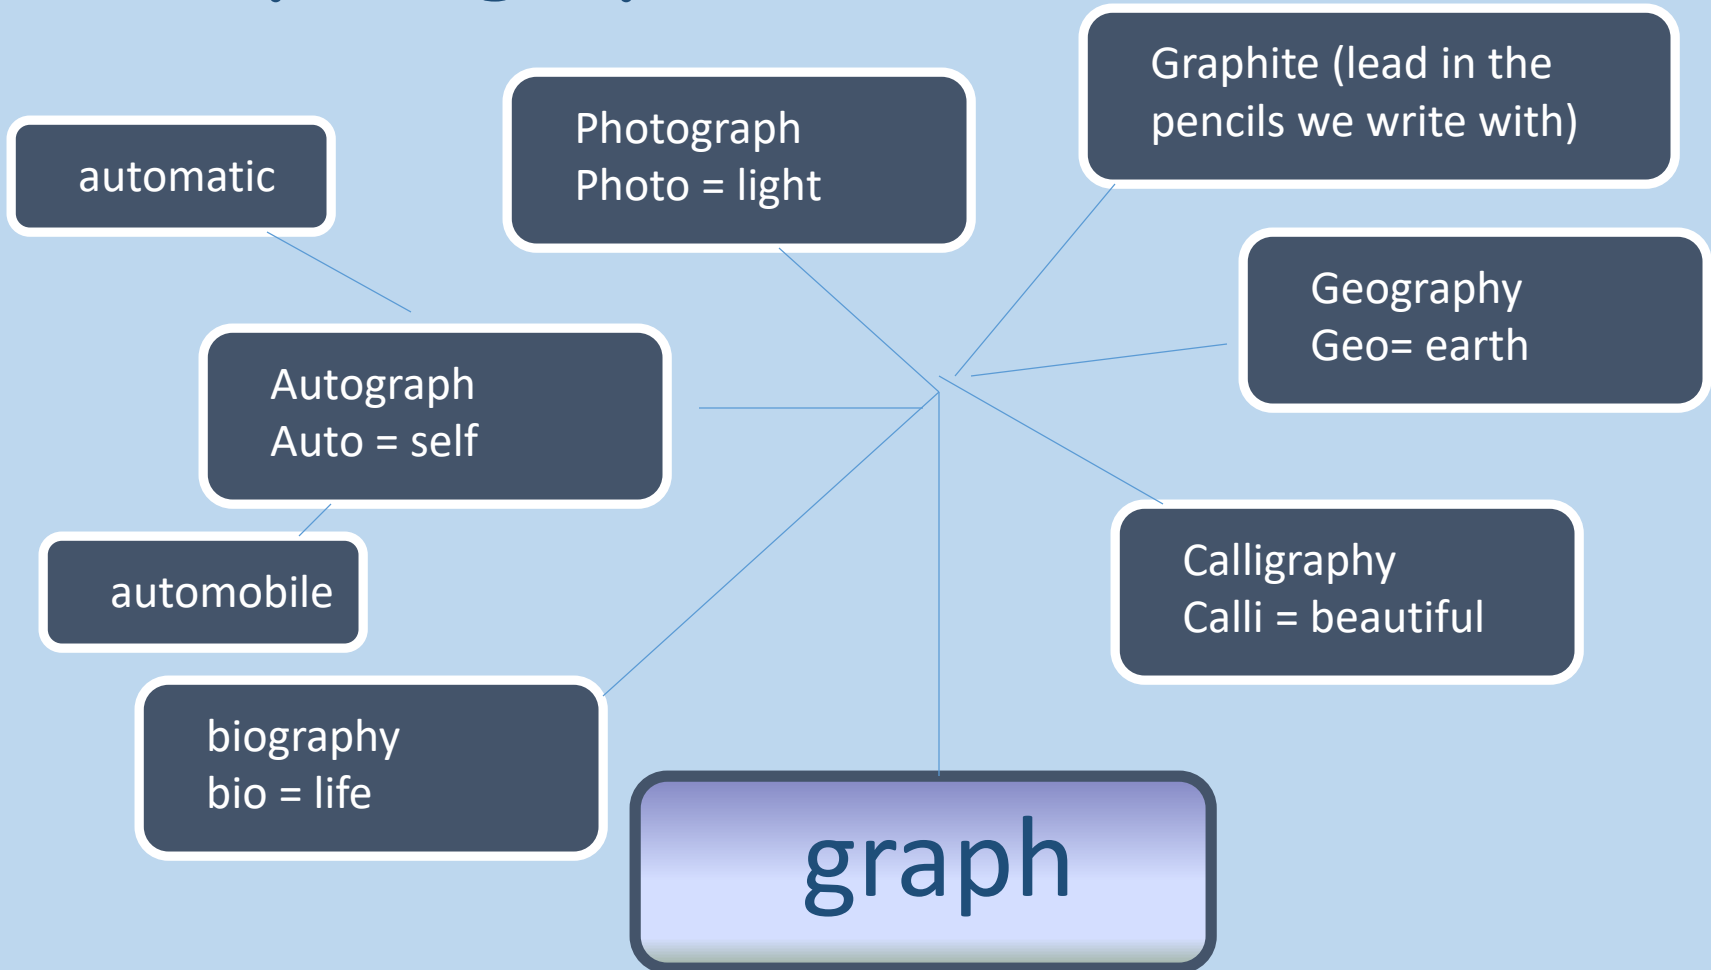 Graphite (lead in the
pencils we write with)
Photograph
Photo = light
automatic
Geography
Geo= earth
Autograph
Auto = self
Calligraphy
Calli = beautiful
automobile
biography
bio = life
graph